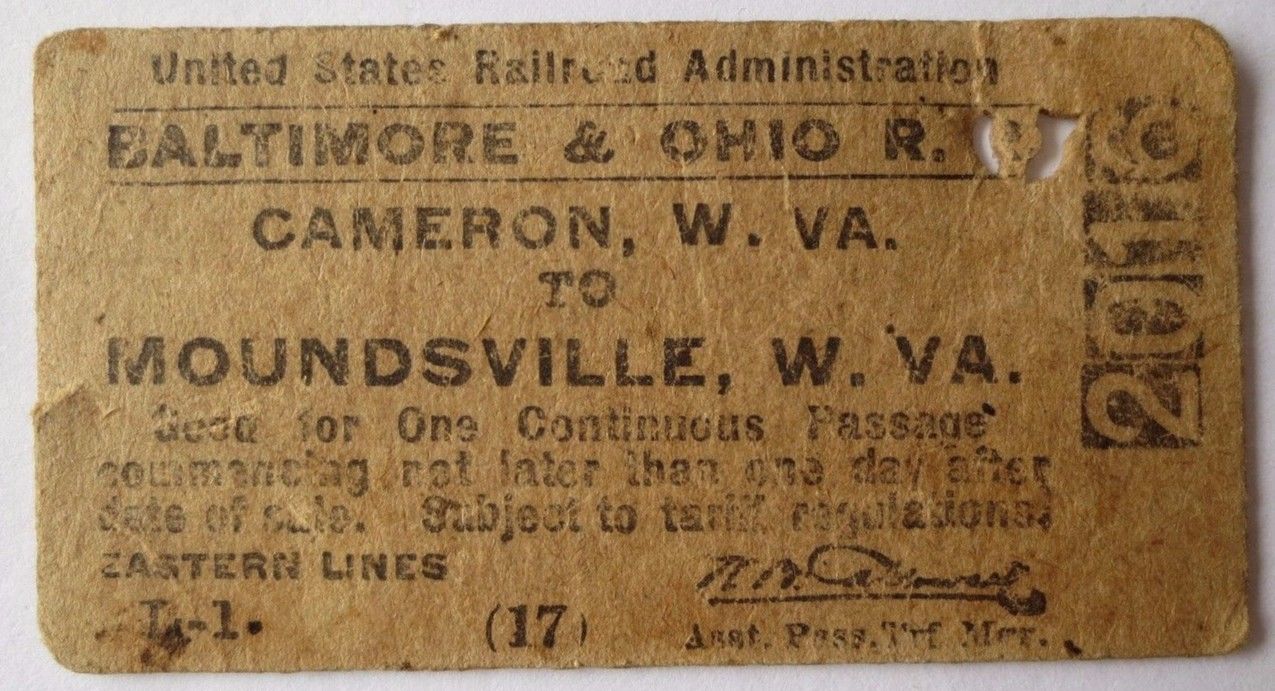 United States Railroad Administration
BALTIMORE & OHIO R. R.
CAMERON, W. VA.
TO
MOUNDSVILLE, W. VA.
Good for One Continuous Passage
commencing not later than one day after
date of sale. Subject to tariff regulations.
EASTERN LINES
L-1. (17)
Asst. Pass. Trf Mgr.